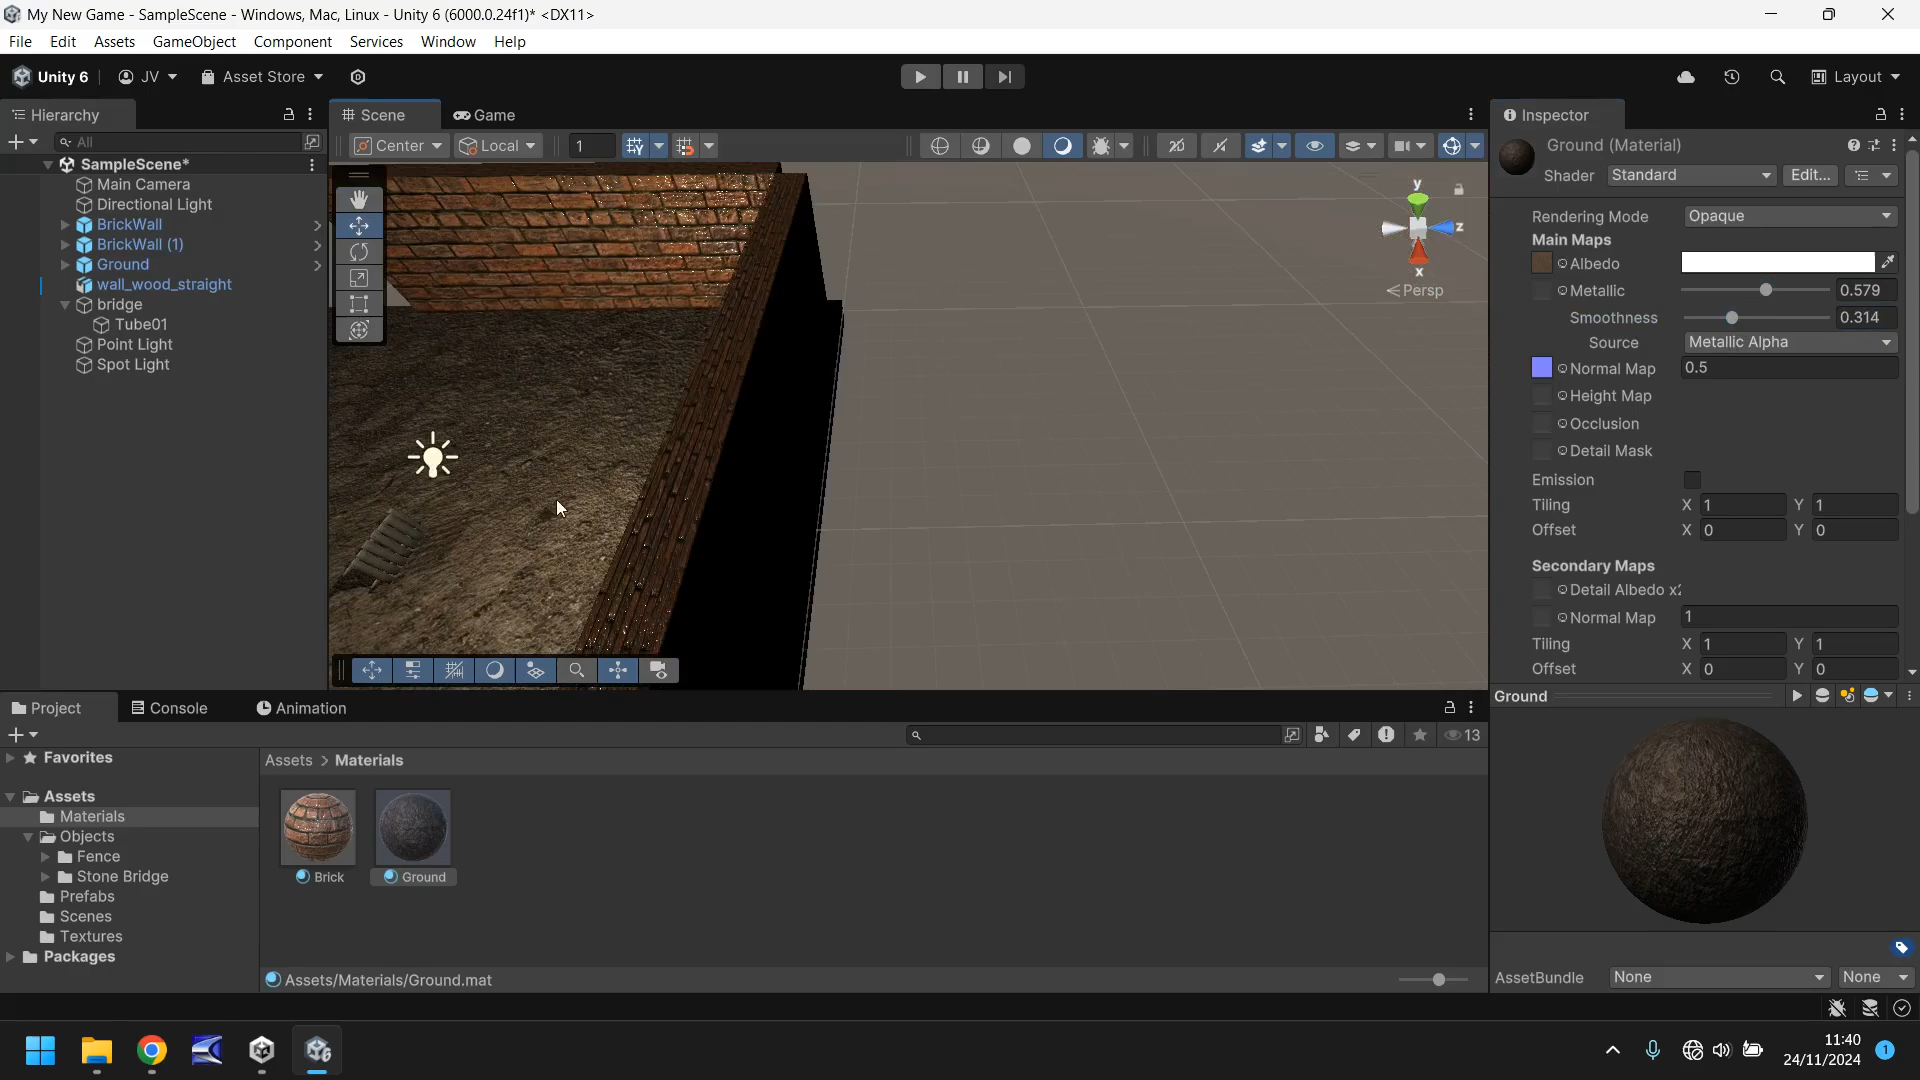 My New Game - SampleScene - Windows, Mac, Linux - Unity 6 (6000.0.24f1)* <DX11>
File Edit Assets GameObject Component Services Window Help
Unity 6 JV Asset Store Layout
Hierarchy Scene Game Inspector
All Center Local 1
Ground (Material)
Shader Standard Edit...
SampleScene*
Main Camera
Directional Light
BrickWall
BrickWall (1)
Ground
wall_wood_straight
bridge
Tube01
Point Light
Spot Light
y
z
x
Persp
Rendering Mode Opaque
Main Maps
Albedo
Metallic 0.579
Smoothness 0.314
Source Metallic Alpha
Normal Map 0.5
Height Map
Occlusion
Detail Mask
Emission
Tiling X 1 Y 1
Offset X 0 Y 0
Secondary Maps
Detail Albedo x2
Normal Map 1
Tiling X 1 Y 1
Offset X 0 Y 0
Ground
Project Console Animation
13
Favorites
Assets
Materials
Objects
Fence
Stone Bridge
Prefabs
Scenes
Textures
Packages
Assets > Materials
Brick Ground
Assets/Materials/Ground.mat
AssetBundle None None
11:40
24/11/2024
1